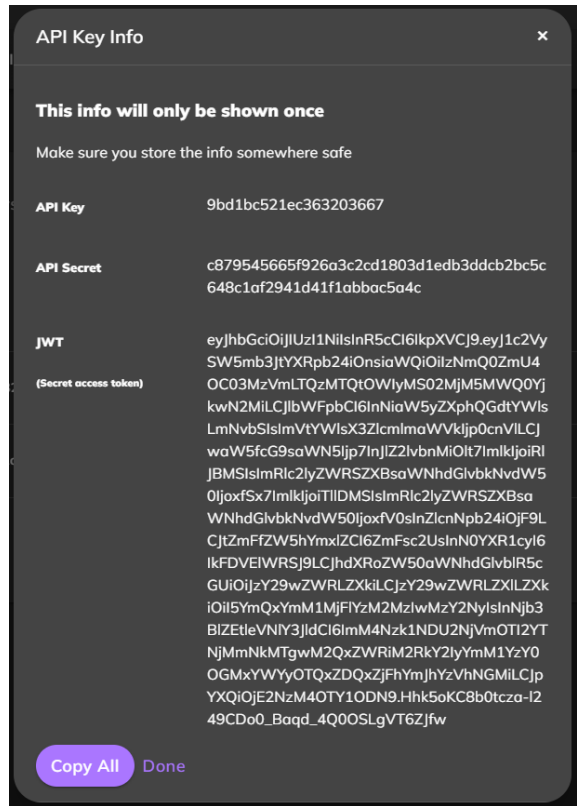 API Key Info
×
This info will only be shown once
Make sure you store the info somewhere safe
API Key
9bd1bc521ec363203667
API Secret
c879545665f926a3c2cd1803d1edb3ddcb2bc5c
648c1af2941d41f1abbac5a4c
JWT
(Secret access token)
eyJhbGciOiJIUzI1NiIsInR5cCI6IkpXVCJ9.eyJ1c2Vy
SW5mb3JtYXRpb24iOnsiaWQiOiIzNmQ0ZmU4
OC03MzVmLTQzMTQtOWIyMS02MjM5MWQ0Yj
kwN2MiLCJlbWFpbCI6InNiaW5yZXphQGdtYWls
LmNvbSIsImVtYWlsX3ZlcmlmaWVkIjp0cnVlLCJ
waW5fcG9saWN5Ijp7InJlZ2lvbnMiOlt7ImlkIjoiRl
JBMSIsImRlc2lyZWRSZXBsaWNhdGlvbkNvdW5
0IjoxfSx7ImlkIjoiTllDMSIsImRlc2lyZWRSZXBsa
WNhdGlvbkNvdW50IjoxfV0sInZlcnNpb24iOjF9L
CJtZmFfZW5hYmxlZCI6ZmFsc2UsInN0YXR1cyI6
IkFDVElWRSJ9LCJhdXRoZW50aWNhdGlvblR5c
GUiOiJzY29wZWRLZXkiLCJzY29wZWRLZXlLZXk
iOiI5YmQxYmM1MjFlYzM2MzIwMzY2NyIsInNjb3
BlZEtleVNlY3JldCI6ImM4Nzk1NDU2NjVmOTI2YT
NjMmNkMTgwM2QxZWRiM2RkY2IyYmM1YzY0
OGMxYWYyOTQxZDQxZjFhYmJhYzVhNGMiLCJp
YXQiOjE2NzM4OTY1ODN9.Hhk5oKC8b0tcza-l2
49CDo0_Baqd_4Q0OSLgVT6ZJfw
Copy All
Done